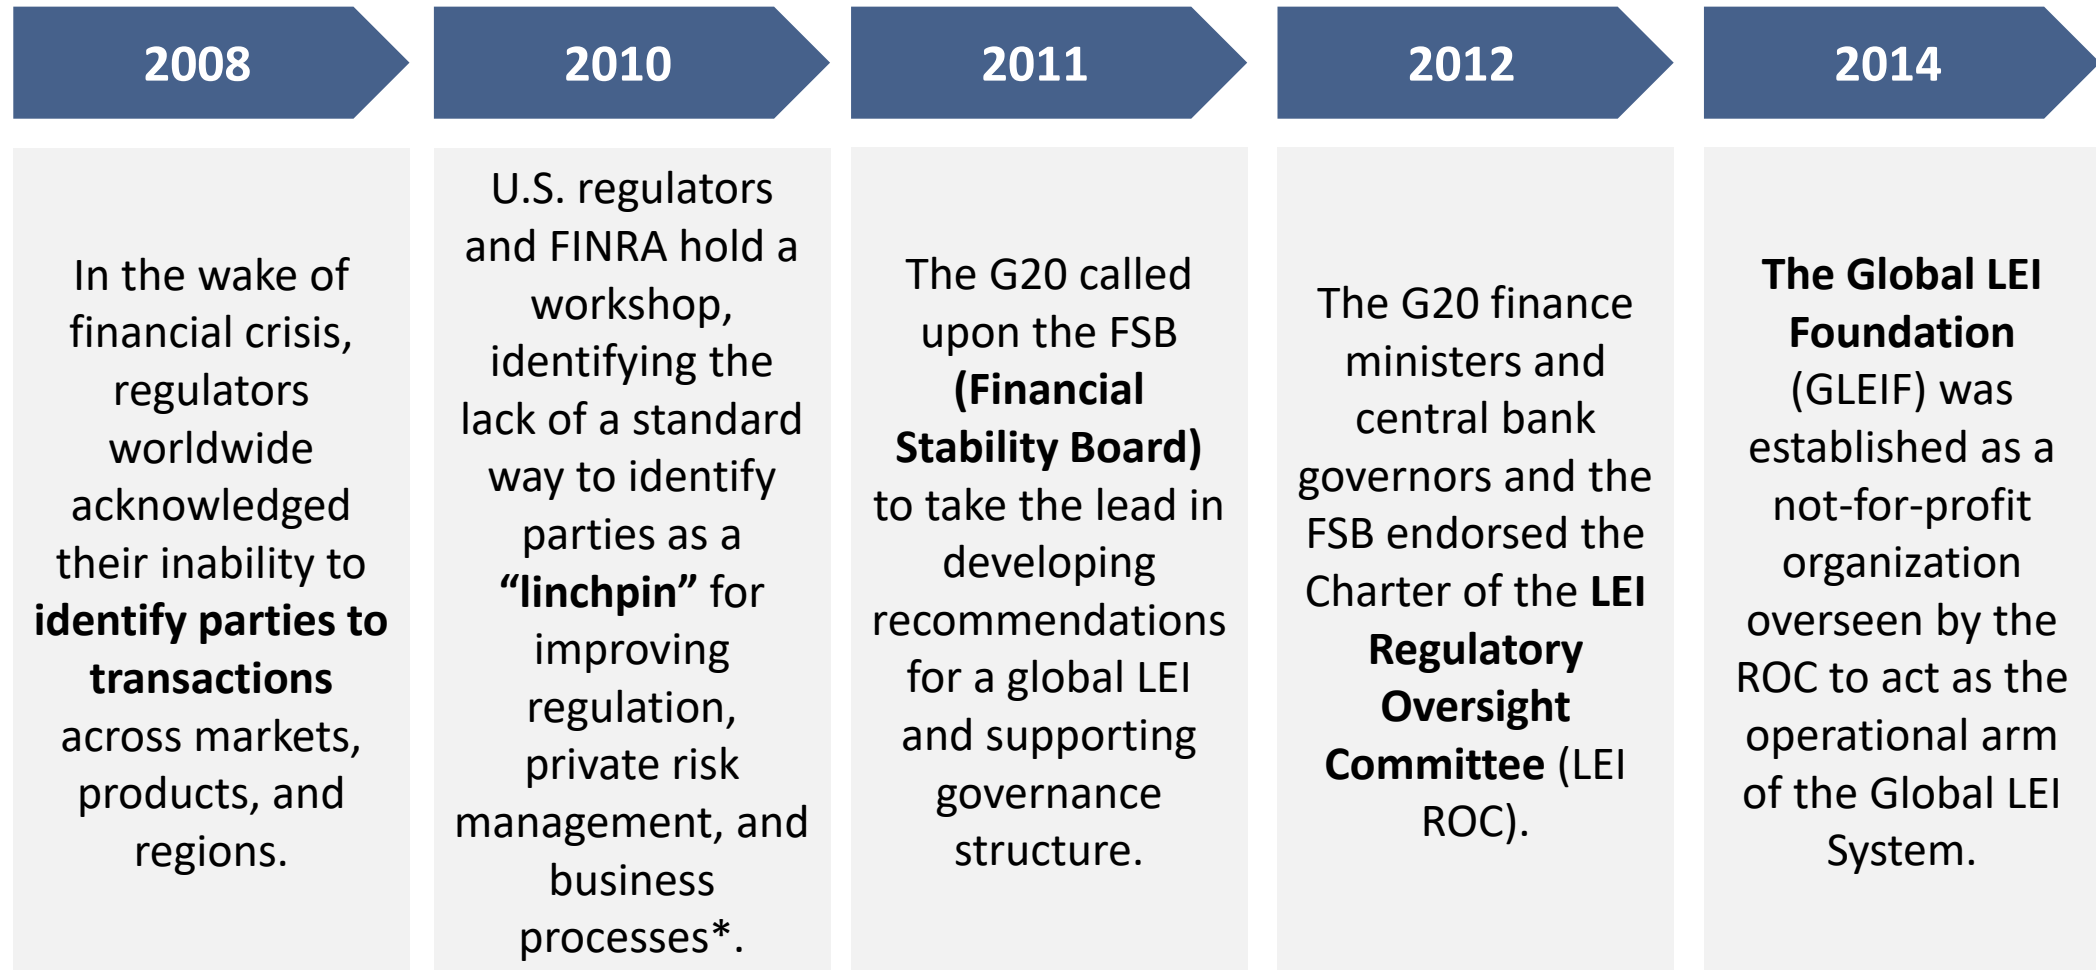 2008
In the wake of
financial crisis,
regulators
worldwide
acknowledged
their inability to
identify parties to
transactions
across markets,
products, and
regions.
2010
U.S. regulators
and FINRA hold a
workshop,
identifying the
lack of a standard
way to identify
parties as a
“linchpin” for
improving
regulation,
private risk
management, and
business
processes*.
2011
The G20 called
upon the FSB
(Financial
Stability Board)
to take the lead in
developing
recommendations
for a global LEI
and supporting
governance
structure.
2012
The G20 finance
ministers and
central bank
governors and the
FSB endorsed the
Charter of the LEI
Regulatory
Oversight
Committee (LEI
ROC).
2014
The Global LEI
Foundation
(GLEIF) was
established as a
not-for-profit
organization
overseen by the
ROC to act as the
operational arm
of the Global LEI
System.